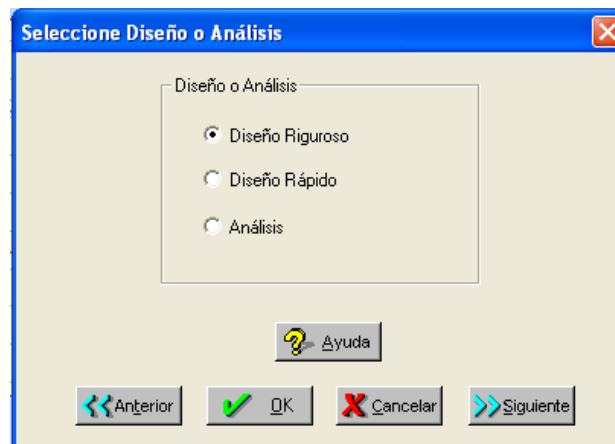 Seleccione Diseño o Análisis
Diseño o Análisis
Diseño Riguroso
Diseño Rápido
Análisis
Ayuda
Anterior OK Cancelar Siguiente